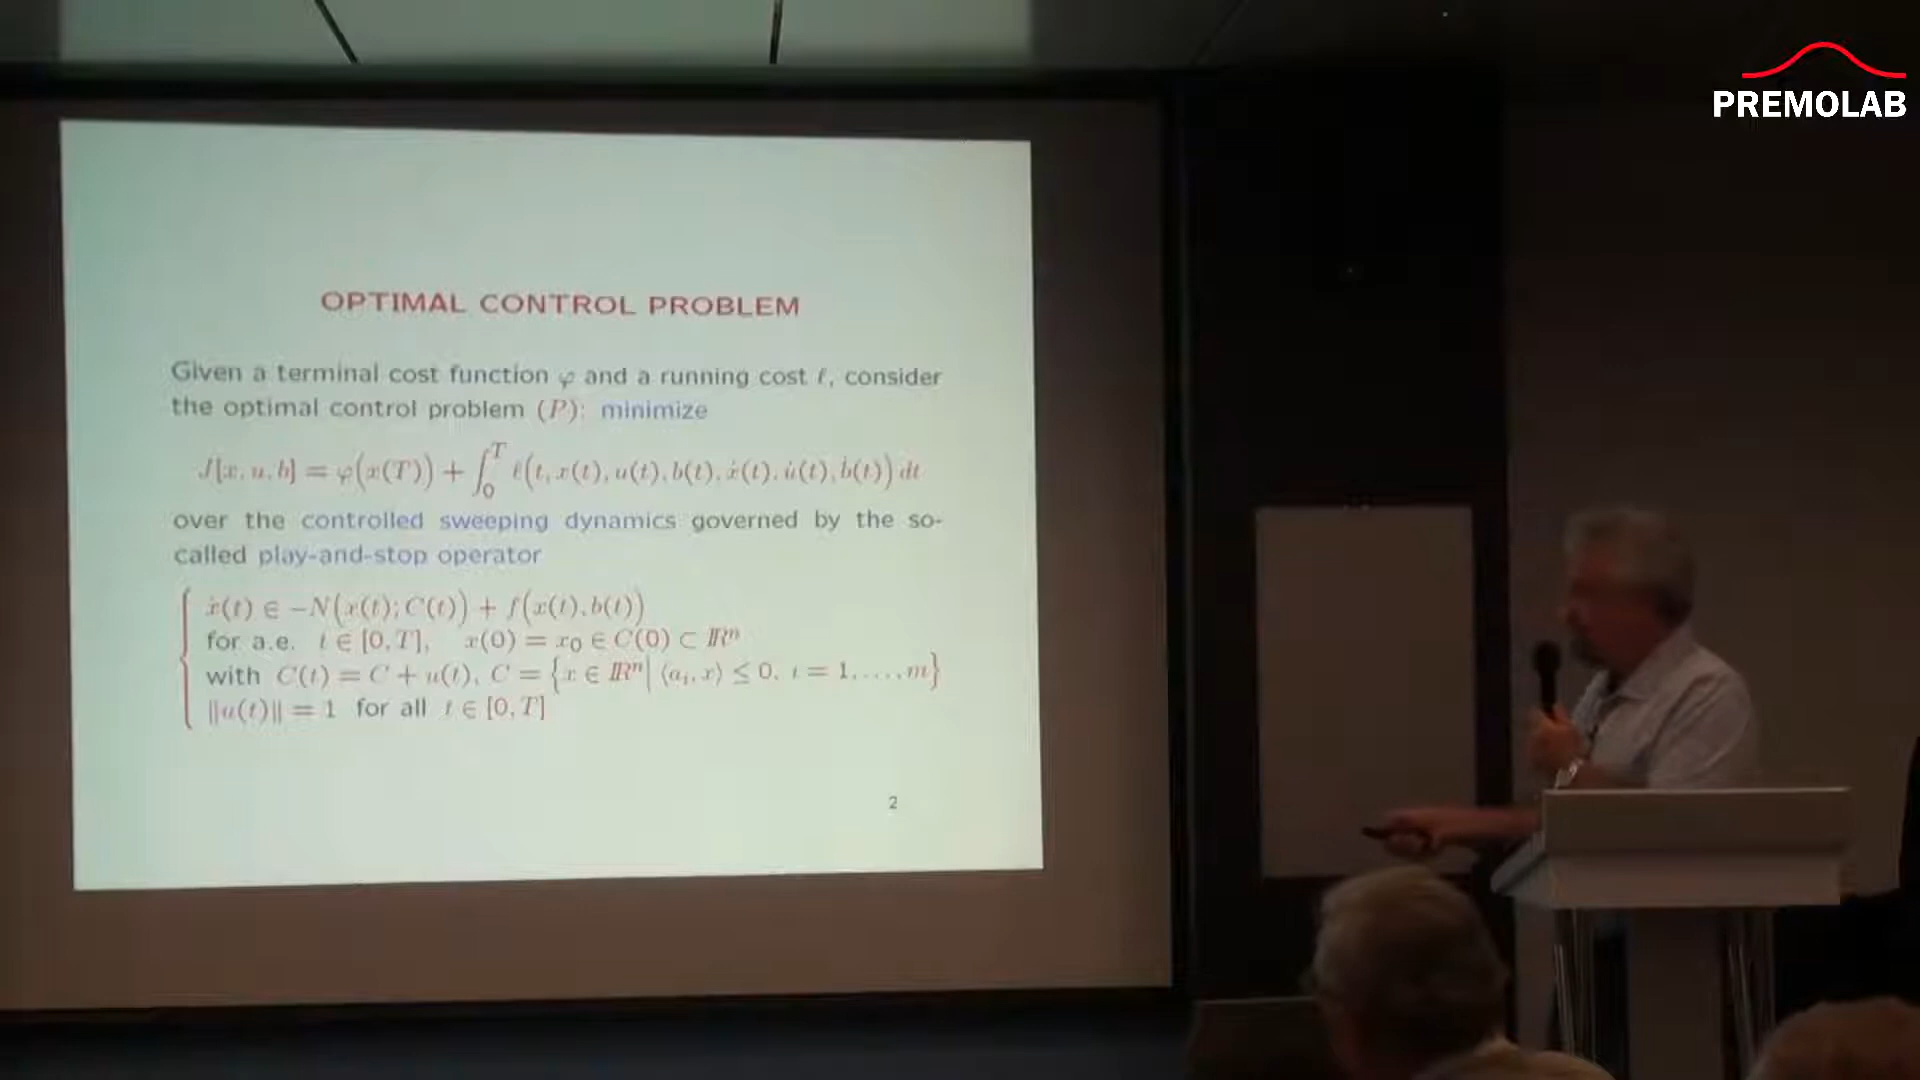 PREMOLAB
OPTIMAL CONTROL PROBLEM
Given a terminal cost function φ and a running cost ℓ, consider
the optimal control problem (P): minimize
J[x, u, b] = φ(x(T)) + ∫₀ᵀ ℓ(t, x(t), u(t), b(t), ẋ(t), u̇(t), ḃ(t)) dt
over the controlled sweeping dynamics governed by the so-
called play-and-stop operator
ẋ(t) ∈ −N(x(t); C(t)) + f(x(t), b(t))
for a.e. t ∈ [0, T], x(0) = x₀ ∈ C(0) ⊂ ℝⁿ
with C(t) = C + u(t), C = {x ∈ ℝⁿ | ⟨aᵢ, x⟩ ≤ 0, i = 1, . . . , m}
‖u(t)‖ = 1 for all t ∈ [0, T]
2